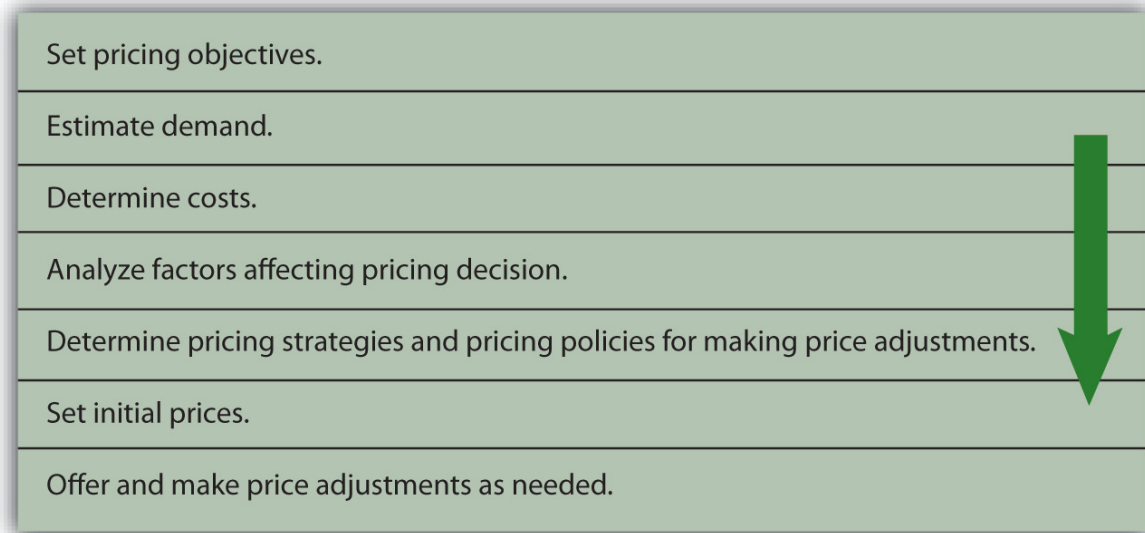 Set pricing objectives.
Estimate demand.
Determine costs.
Analyze factors affecting pricing decision.
Determine pricing strategies and pricing policies for making price adjustments.
Set initial prices.
Offer and make price adjustments as needed.